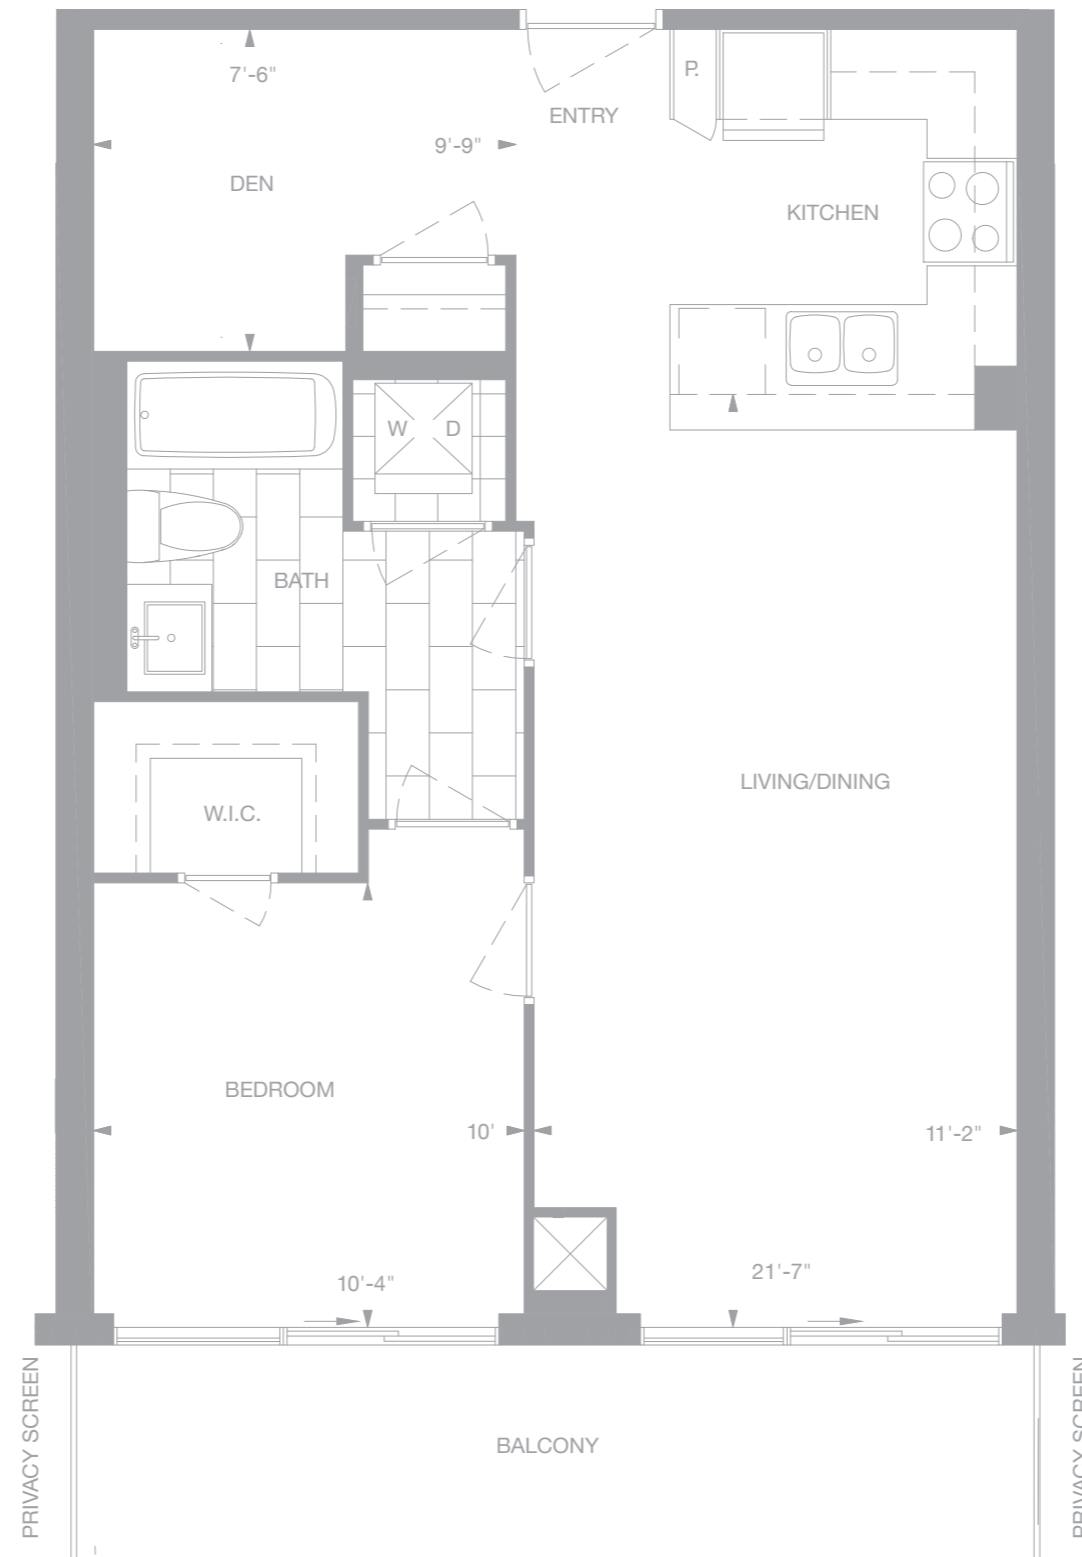 7'-6"
P.
ENTRY
9'-9"
DEN
KITCHEN
W D
BATH
LIVING/DINING
W.I.C.
BEDROOM
10'
11'-2"
10'-4"
21'-7"
PRIVACY SCREEN
PRIVACY SCREEN
BALCONY